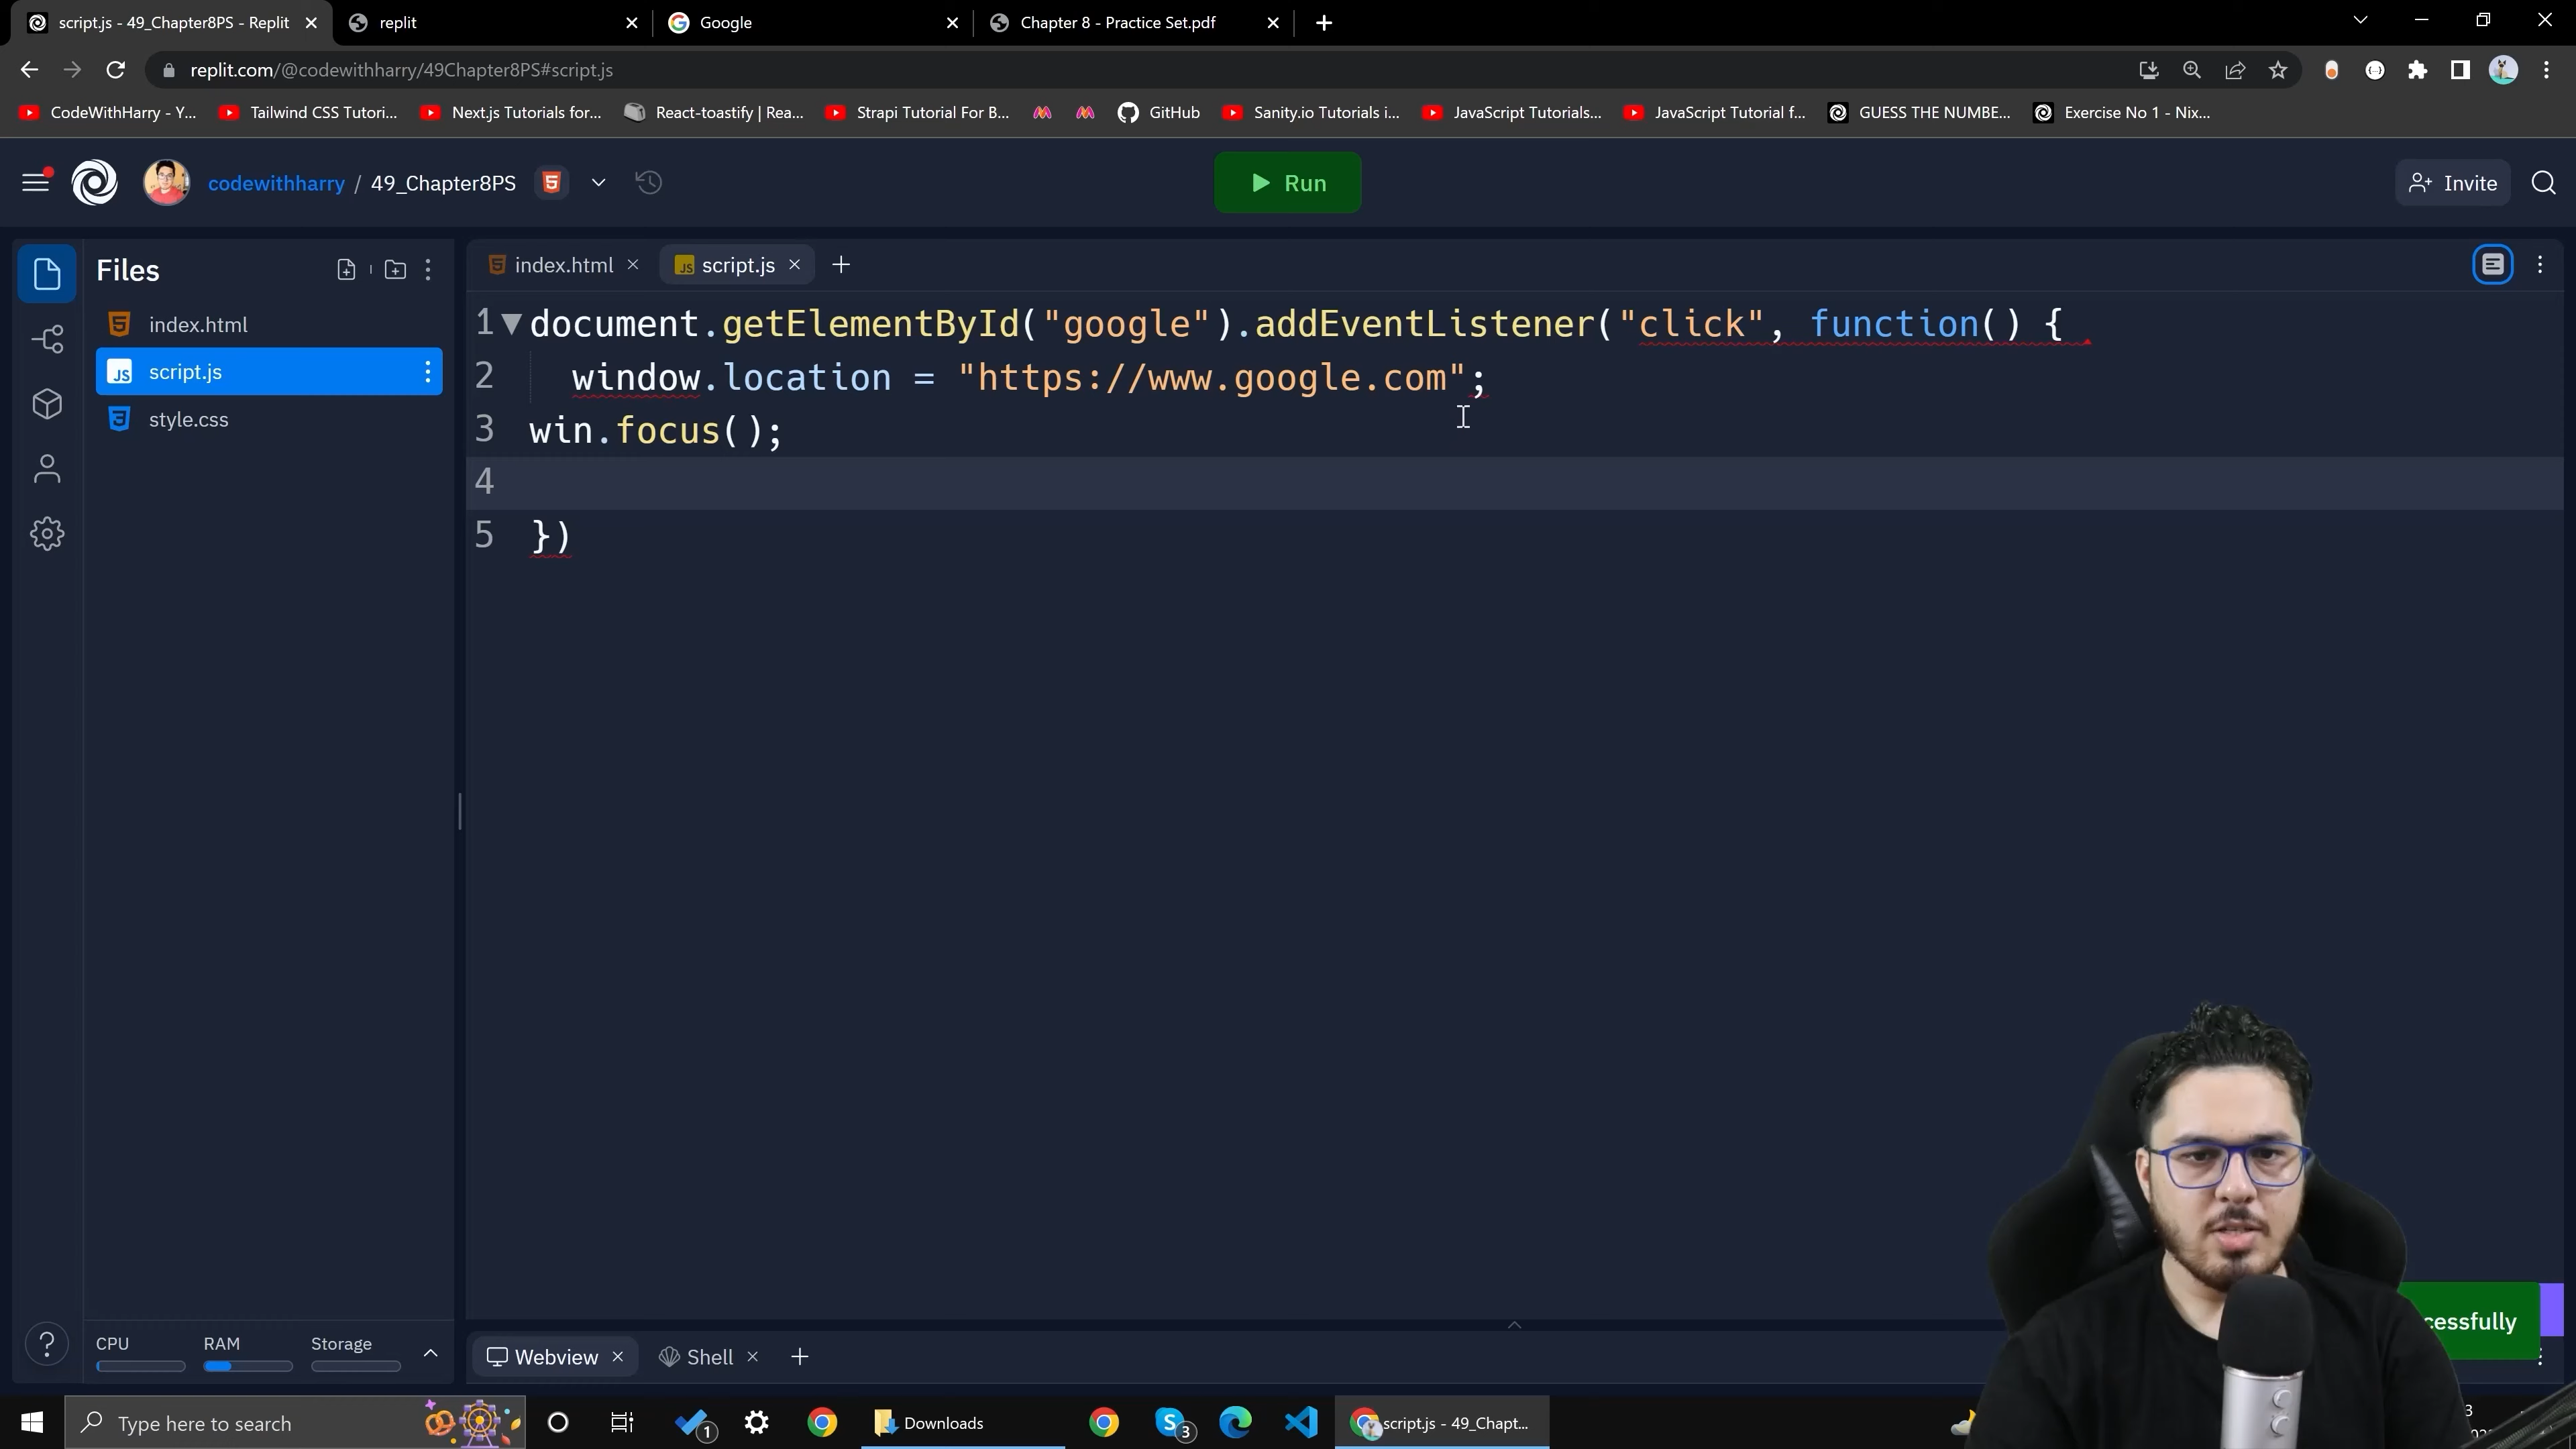 script.js - 49_Chapter8PS - Replit
replit
Google
Chapter 8 - Practice Set.pdf
replit.com/@codewithharry/49Chapter8PS#script.js
CodeWithHarry - Y...
Tailwind CSS Tutori...
Next.js Tutorials for...
React-toastify | Rea...
Strapi Tutorial For B...
GitHub
Sanity.io Tutorials i...
JavaScript Tutorials...
JavaScript Tutorial f...
GUESS THE NUMBE...
Exercise No 1 - Nix...
codewithharry / 49_Chapter8PS
Run
Invite
Files
index.html
script.js
style.css
index.html
script.js
1 document.getElementById("google").addEventListener("click", function() {
2 window.location = "https://www.google.com";
3 win.focus();
4
5 })
CPU
RAM
Storage
Webview
Shell
cessfully
Type here to search
1
Downloads
3
script.js - 49_Chapt...
3